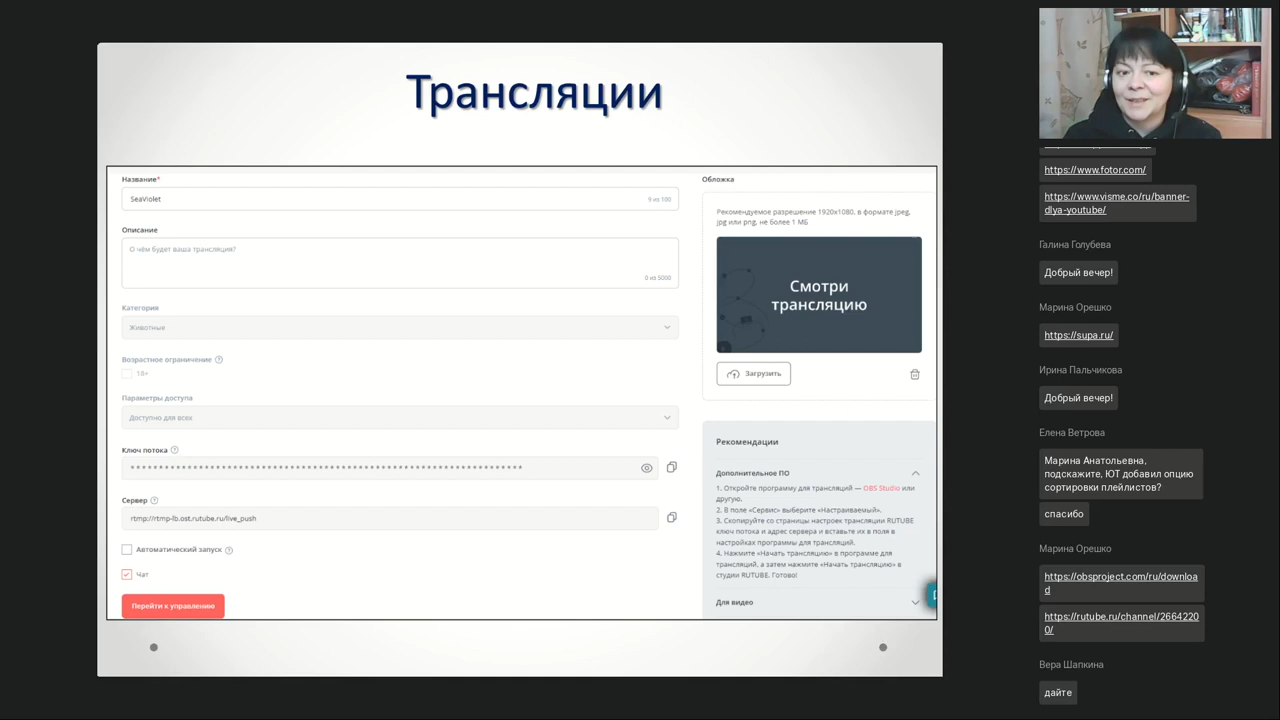 Трансляции
Название*
SeaViolet
9 из 100
Описание
О чём будет ваша трансляция?
0 из 5000
Категория
Животные
Возрастное ограничение
18+
Параметры доступа
Доступно для всех
Ключ потока
**********************************************************************
Сервер
rtmp://rtmp-lb.ost.rutube.ru/live_push
Автоматический запуск
Чат
Перейти к управлению
Обложка
Рекомендуемое разрешение 1920x1080, в формате jpeg,
jpg или png, не более 1 МБ
Смотри
трансляцию
Загрузить
Рекомендации
Дополнительное ПО
1. Откройте программу для трансляций — OBS Studio или
другую.
2. В поле «Сервис» выберите «Настраиваемый».
3. Скопируйте со страницы настроек трансляции RUTUBE
ключ потока и адрес сервера и вставьте их в поля в
настройках программы для трансляций.
4. Нажмите «Начать трансляцию» в программе для
трансляций, а затем нажмите «Начать трансляцию» в
студии RUTUBE. Готово!
Для видео
https://www.fotor.com/
https://www.visme.co/ru/banner-
dlya-youtube/
Галина Голубева
Добрый вечер!
Марина Орешко
https://supa.ru/
Ирина Пальчикова
Добрый вечер!
Елена Ветрова
Марина Анатольевна,
подскажите, ЮТ добавил опцию
сортировки плейлистов?
спасибо
Марина Орешко
https://obsproject.com/ru/downloa
d
https://rutube.ru/channel/2664220
0/
Вера Шапкина
дайте